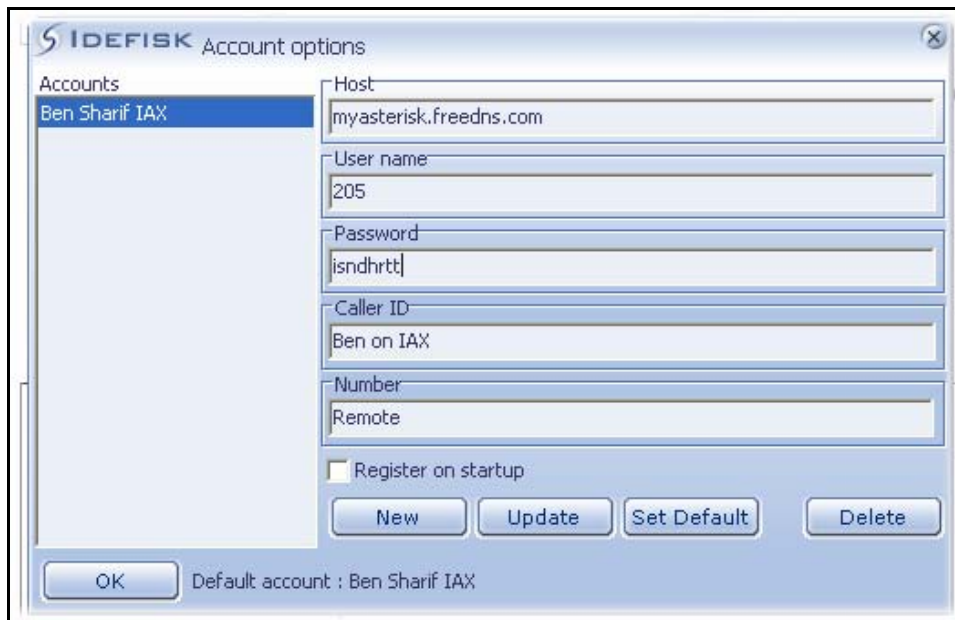 IDEFISK Account options
Accounts
Ben Sharif IAX
Host
myasterisk.freedns.com
User name
205
Password
isndhrtt
Caller ID
Ben on IAX
Number
Remote
Register on startup
New Update Set Default Delete
OK Default account : Ben Sharif IAX